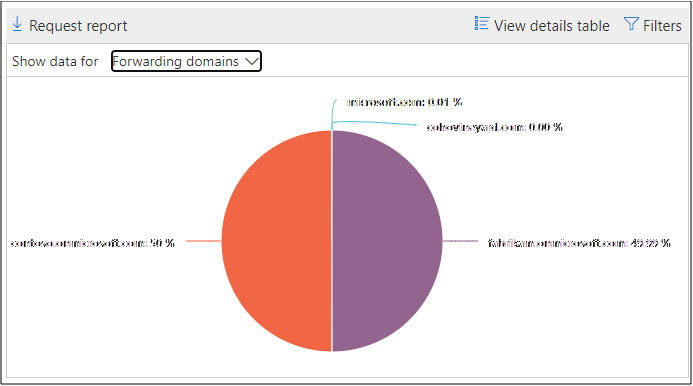 Request report
View details table
Filters
Show data for
Forwarding domains
microsoft.com: 0.01 %
cohovineyard.com: 0.00 %
contoso.onmicrosoft.com: 50 %
fabrikam.onmicrosoft.com: 49.99 %